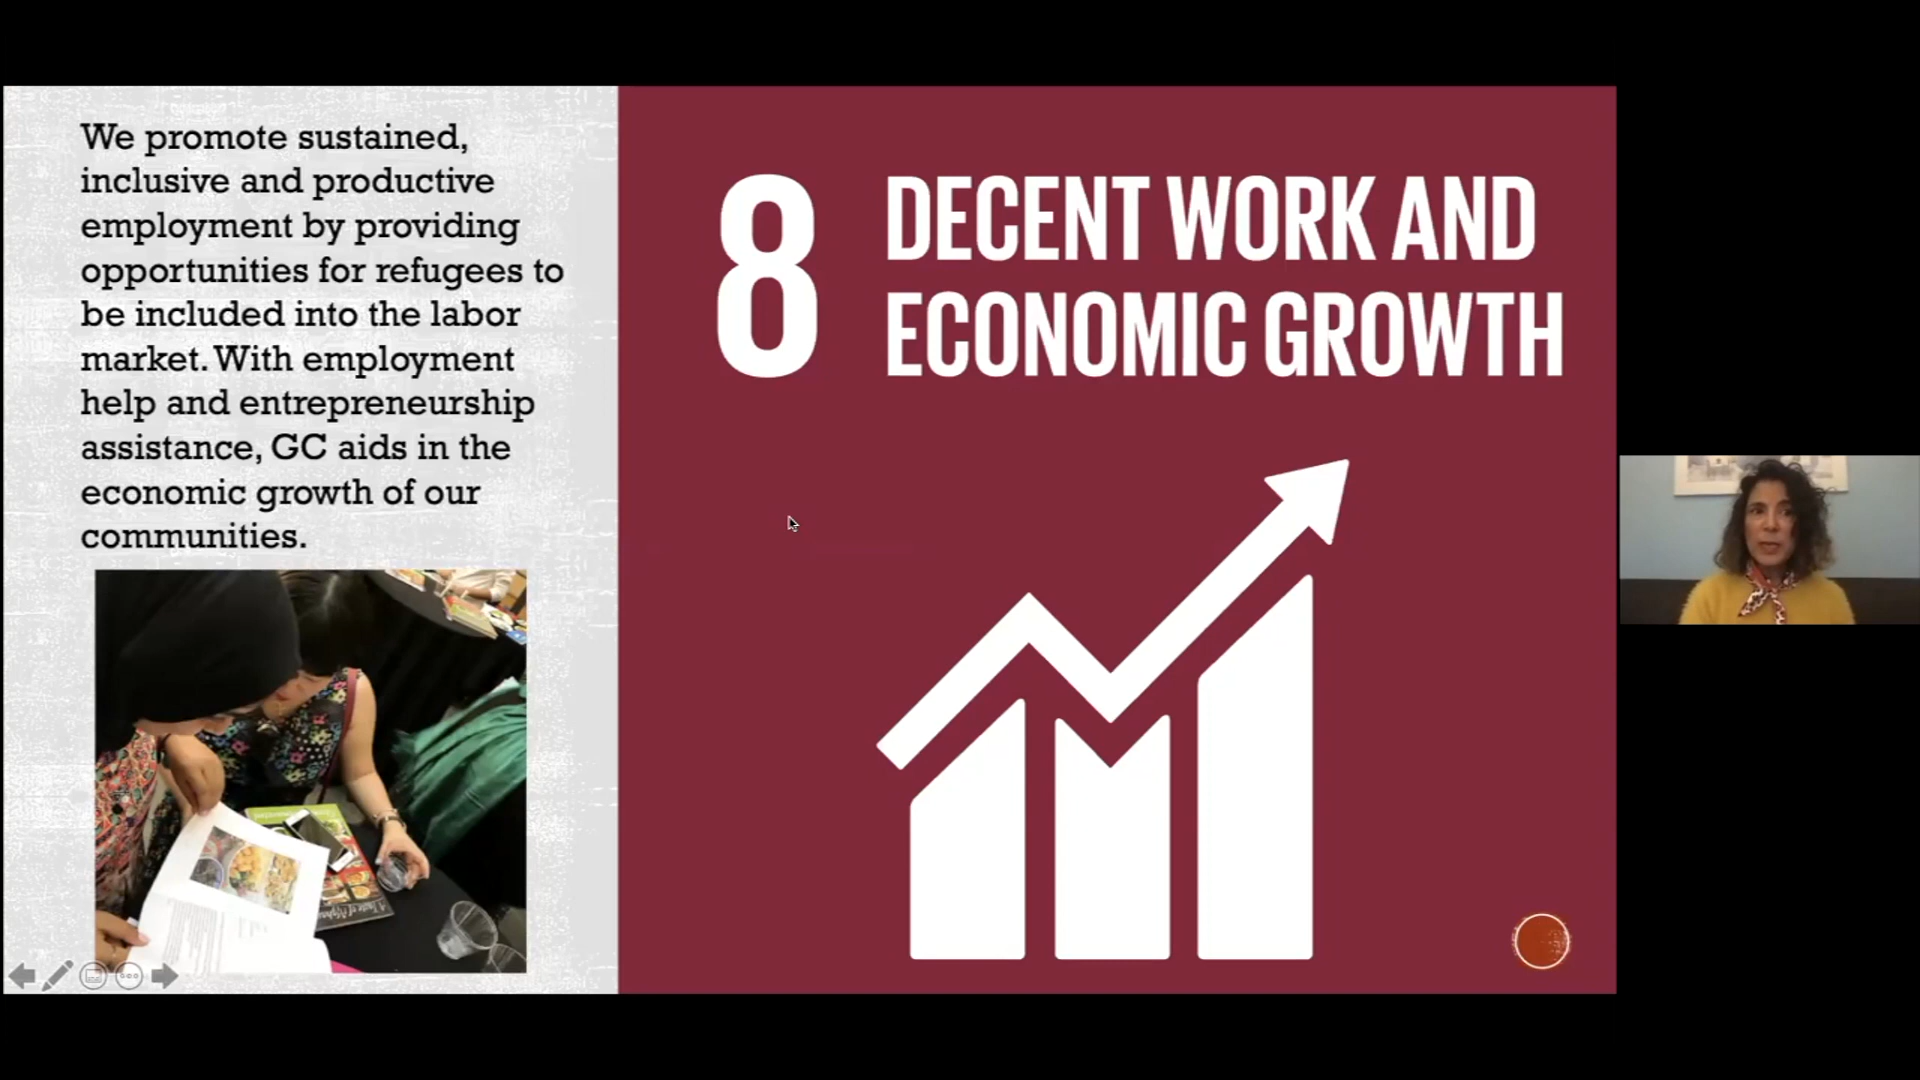 We promote sustained,
inclusive and productive
employment by providing
opportunities for refugees to
be included into the labor
market. With employment
help and entrepreneurship
assistance, GC aids in the
economic growth of our
communities.
8 DECENT WORK AND
ECONOMIC GROWTH